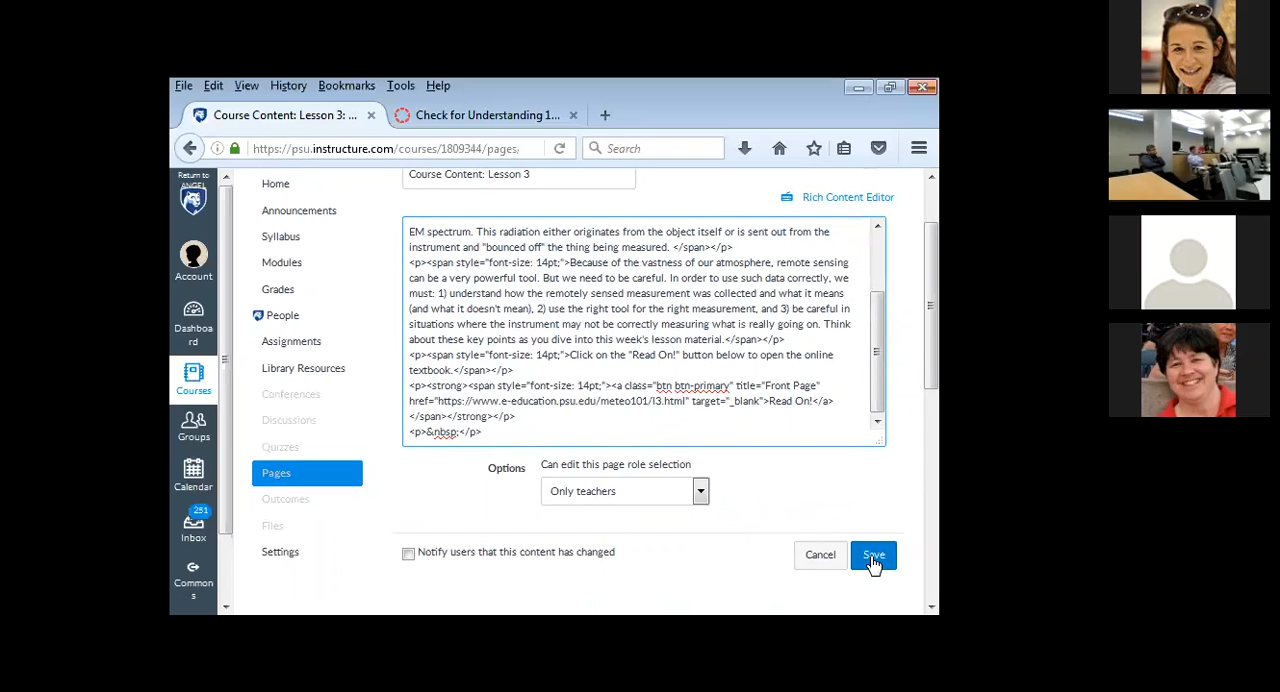 File Edit View History Bookmarks Tools Help
Course Content: Lesson 3: ... × Check for Understanding 1... × +
https://psu.instructure.com/courses/1809344/pages, Search
Return to
ANGEL
Account
Dashboa
rd
Courses
Groups
Calendar
251
Inbox
Common
s
Home
Announcements
Syllabus
Modules
Grades
People
Assignments
Library Resources
Conferences
Discussions
Quizzes
Pages
Outcomes
Files
Settings
Course Content: Lesson 3
Rich Content Editor
EM spectrum. This radiation either originates from the object itself or is sent out from the
instrument and "bounced off" the thing being measured. </span></p>
<p><span style="font-size: 14pt;">Because of the vastness of our atmosphere, remote sensing
can be a very powerful tool. But we need to be careful. In order to use such data correctly, we
must: 1) understand how the remotely sensed measurement was collected and what it means
(and what it doesn't mean), 2) use the right tool for the right measurement, and 3) be careful in
situations where the instrument may not be correctly measuring what is really going on. Think
about these key points as you dive into this week's lesson material.</span></p>
<p><span style="font-size: 14pt;">Click on the "Read On!" button below to open the online
textbook.</span></p>
<p><strong><span style="font-size: 14pt;"><a class="btn btn-primary" title="Front Page"
href="https://www.e-education.psu.edu/meteo101/l3.html" target="_blank">Read On!</a>
</span></strong></p>
<p>&nbsp;</p>
Options Can edit this page role selection
Only teachers
Notify users that this content has changed
Cancel Save